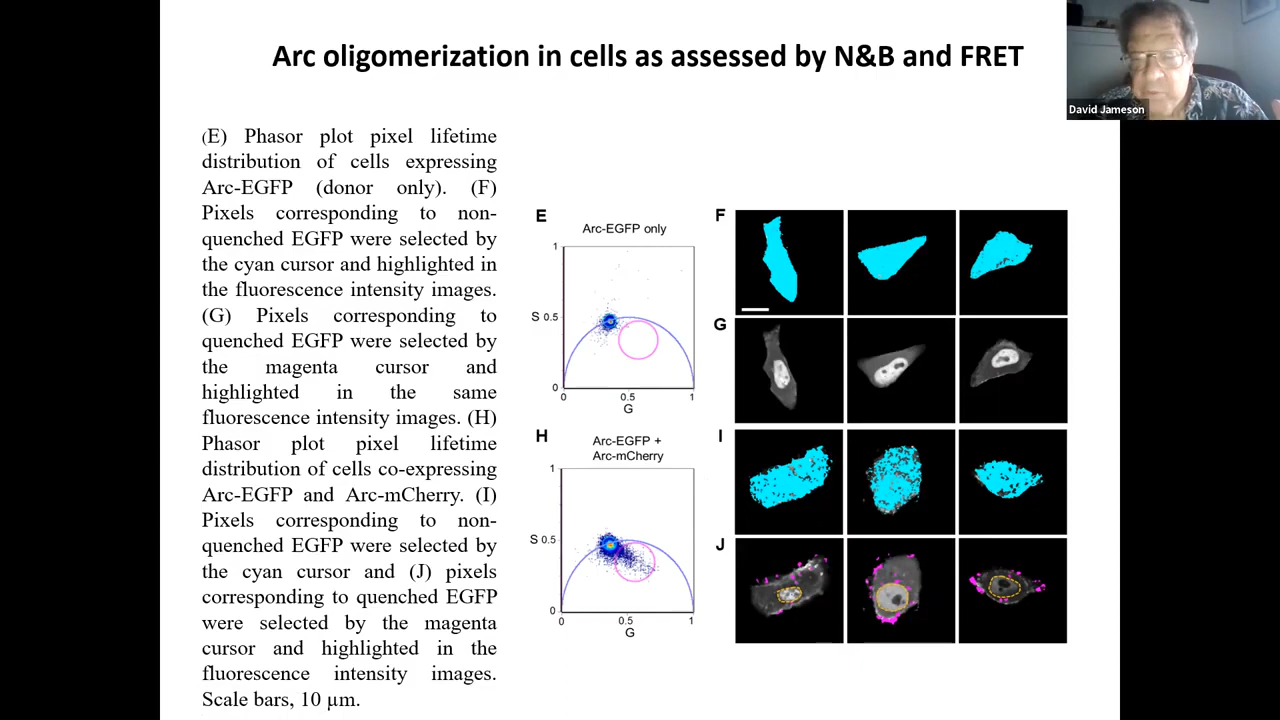 Arc oligomerization in cells as assessed by N&B and FRET
David Jameson
(E) Phasor plot pixel lifetime
distribution of cells expressing
Arc-EGFP (donor only). (F)
Pixels corresponding to non-
quenched EGFP were selected by
the cyan cursor and highlighted in
the fluorescence intensity images.
(G) Pixels corresponding to
quenched EGFP were selected by
the magenta cursor and
highlighted in the same
fluorescence intensity images. (H)
Phasor plot pixel lifetime
distribution of cells co-expressing
Arc-EGFP and Arc-mCherry. (I)
Pixels corresponding to non-
quenched EGFP were selected by
the cyan cursor and (J) pixels
corresponding to quenched EGFP
were selected by the magenta
cursor and highlighted in the
fluorescence intensity images.
Scale bars, 10 µm.
E
Arc-EGFP only
1
S 0.5
0
0 0.5 1
G
F
G
H
Arc-EGFP +
Arc-mCherry
1
S 0.5
0
0 0.5 1
G
I
J